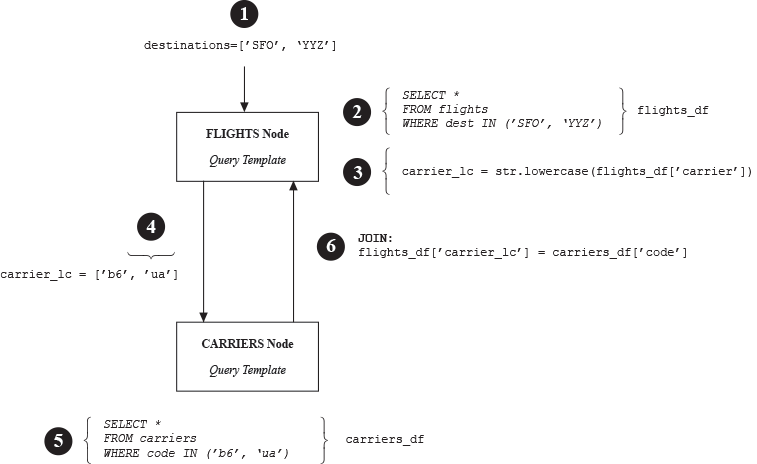 1
destinations=[’SFO’, ‘YYZ’]
FLIGHTS Node
Query Template
2
SELECT *
FROM flights
WHERE dest IN (’SFO’, ‘YYZ’)
flights_df
3
carrier_lc = str.lowercase(flights_df[’carrier’])
4
carrier_lc = [’b6’, ’ua’]
6
JOIN:
flights_df[’carrier_lc’] = carriers_df[’code’]
CARRIERS Node
Query Template
5
SELECT *
FROM carriers
WHERE code IN (’b6’, ‘ua’)
carriers_df